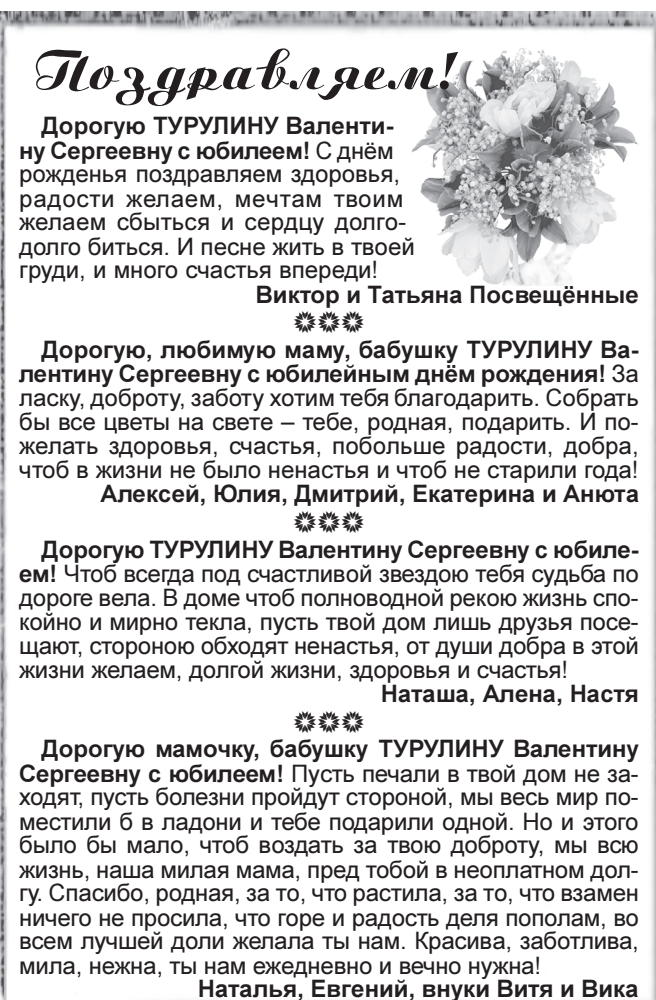 Поздравляем!
Дорогую ТУРУЛИНУ Валенти-
ну Сергеевну с юбилеем! С днём
рожденья поздравляем здоровья,
радости желаем, мечтам твоим
желаем сбыться и сердцу долго-
долго биться. И песне жить в твоей
груди, и много счастья впереди!
Виктор и Татьяна Посвещённые
Дорогую, любимую маму, бабушку ТУРУЛИНУ Ва-
лентину Сергеевну с юбилейным днём рождения! За
ласку, доброту, заботу хотим тебя благодарить. Собрать
бы все цветы на свете – тебе, родная, подарить. И по-
желать здоровья, счастья, побольше радости, добра,
чтоб в жизни не было ненастья и чтоб не старили года!
Алексей, Юлия, Дмитрий, Екатерина и Анюта
Дорогую ТУРУЛИНУ Валентину Сергеевну с юбиле-
ем! Чтоб всегда под счастливой звездою тебя судьба по
дороге вела. В доме чтоб полноводной рекою жизнь спо-
койно и мирно текла, пусть твой дом лишь друзья посе-
щают, стороною обходят ненастья, от души добра в этой
жизни желаем, долгой жизни, здоровья и счастья!
Наташа, Алена, Настя
Дорогую мамочку, бабушку ТУРУЛИНУ Валентину
Сергеевну с юбилеем! Пусть печали в твой дом не за-
ходят, пусть болезни пройдут стороной, мы весь мир по-
местили б в ладони и тебе подарили одной. Но и этого
было бы мало, чтоб воздать за твою доброту, мы всю
жизнь, наша милая мама, пред тобой в неоплатном дол-
гу. Спасибо, родная, за то, что растила, за то, что взамен
ничего не просила, что горе и радость деля пополам, во
всем лучшей доли желала ты нам. Красива, заботлива,
мила, нежна, ты нам ежедневно и вечно нужна!
Наталья, Евгений, внуки Витя и Вика